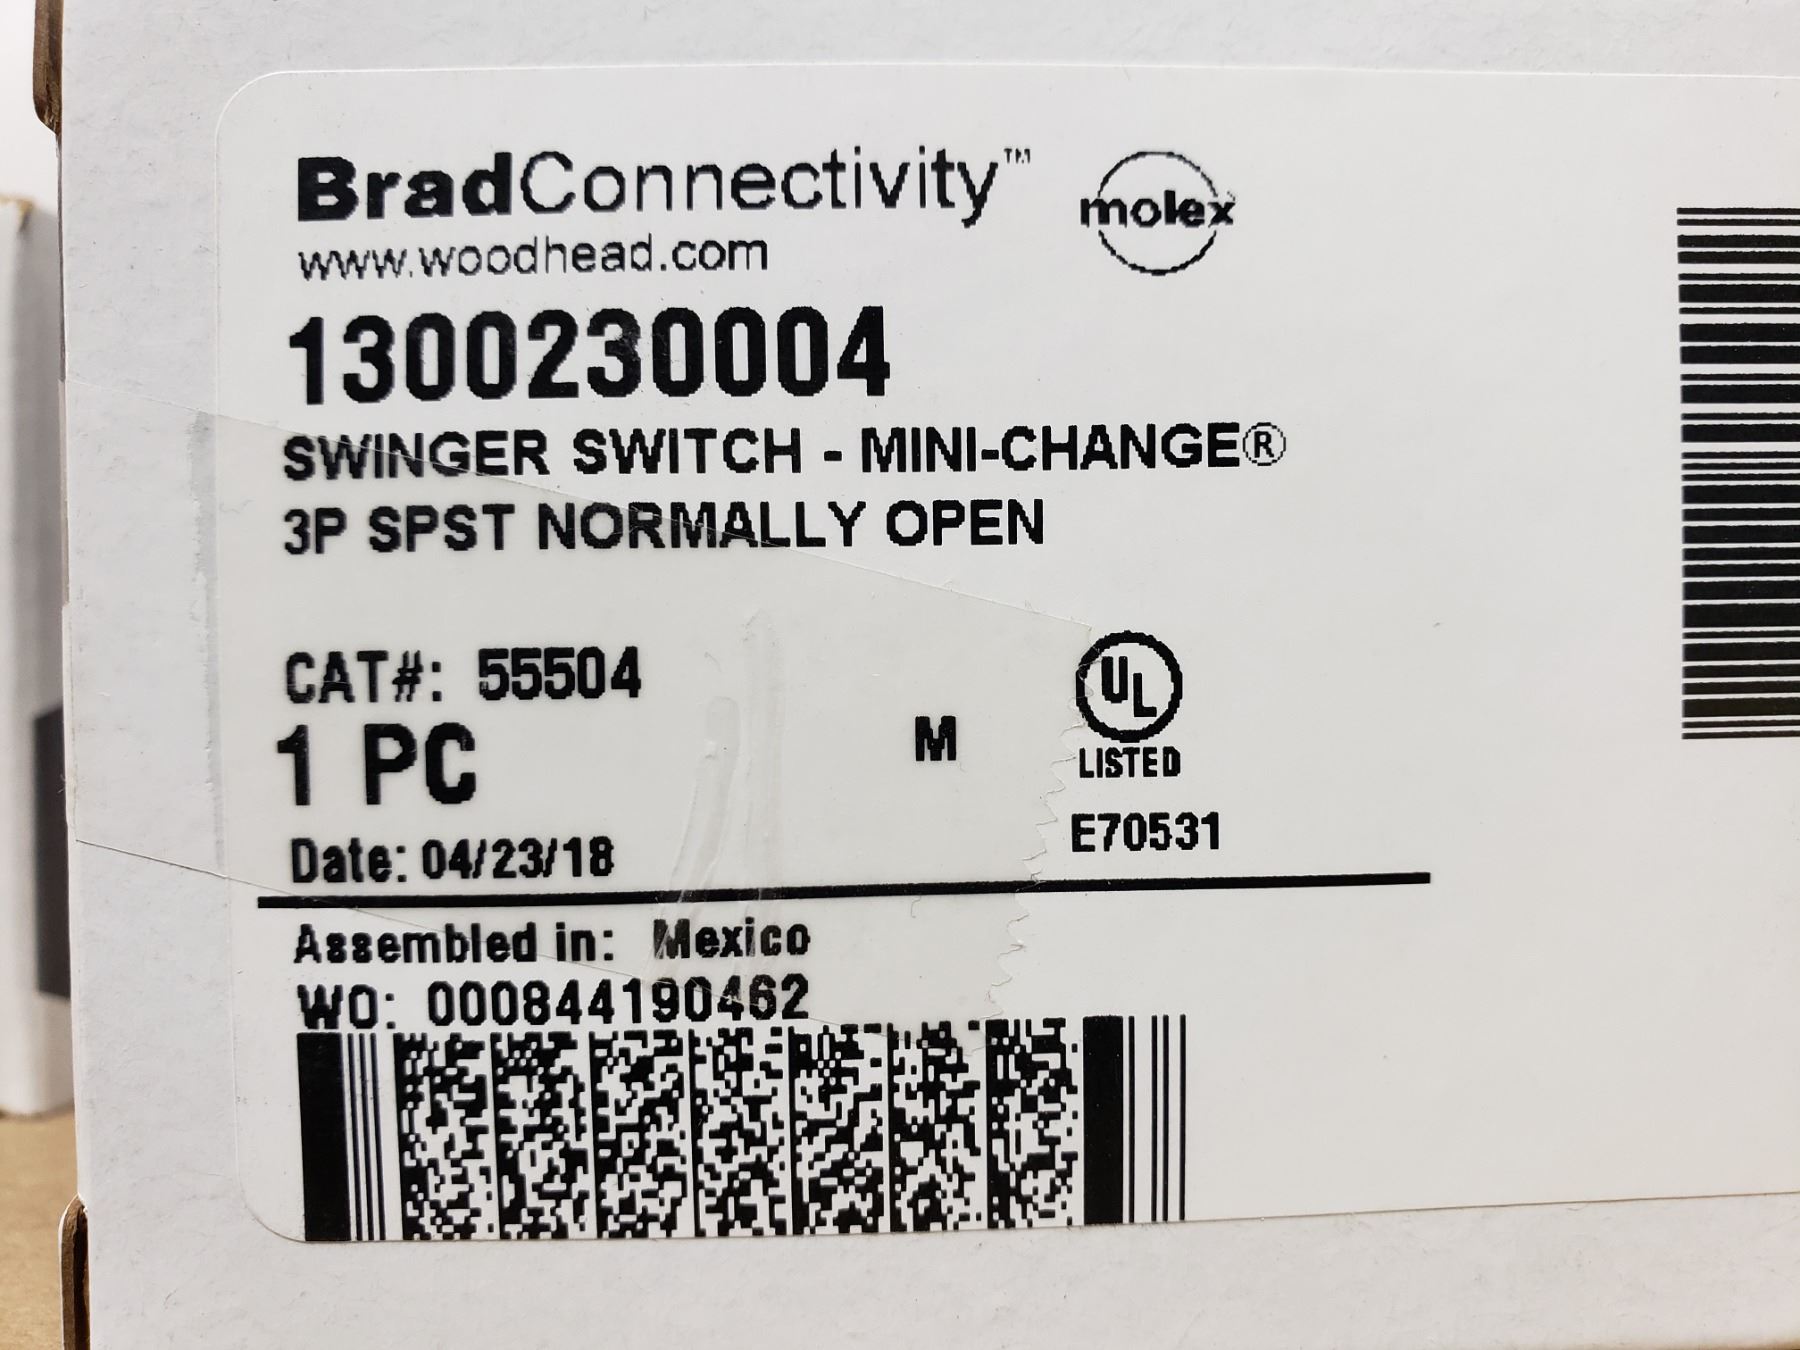 BradConnectivity™
molex
www.woodhead.com
1300230004
SWINGER SWITCH - MINI-CHANGE®
3P SPST NORMALLY OPEN
CAT#: 55504
1 PC
M
UL
LISTED
E70531
Date: 04/23/18
Assembled in: Mexico
WO: 000844190462